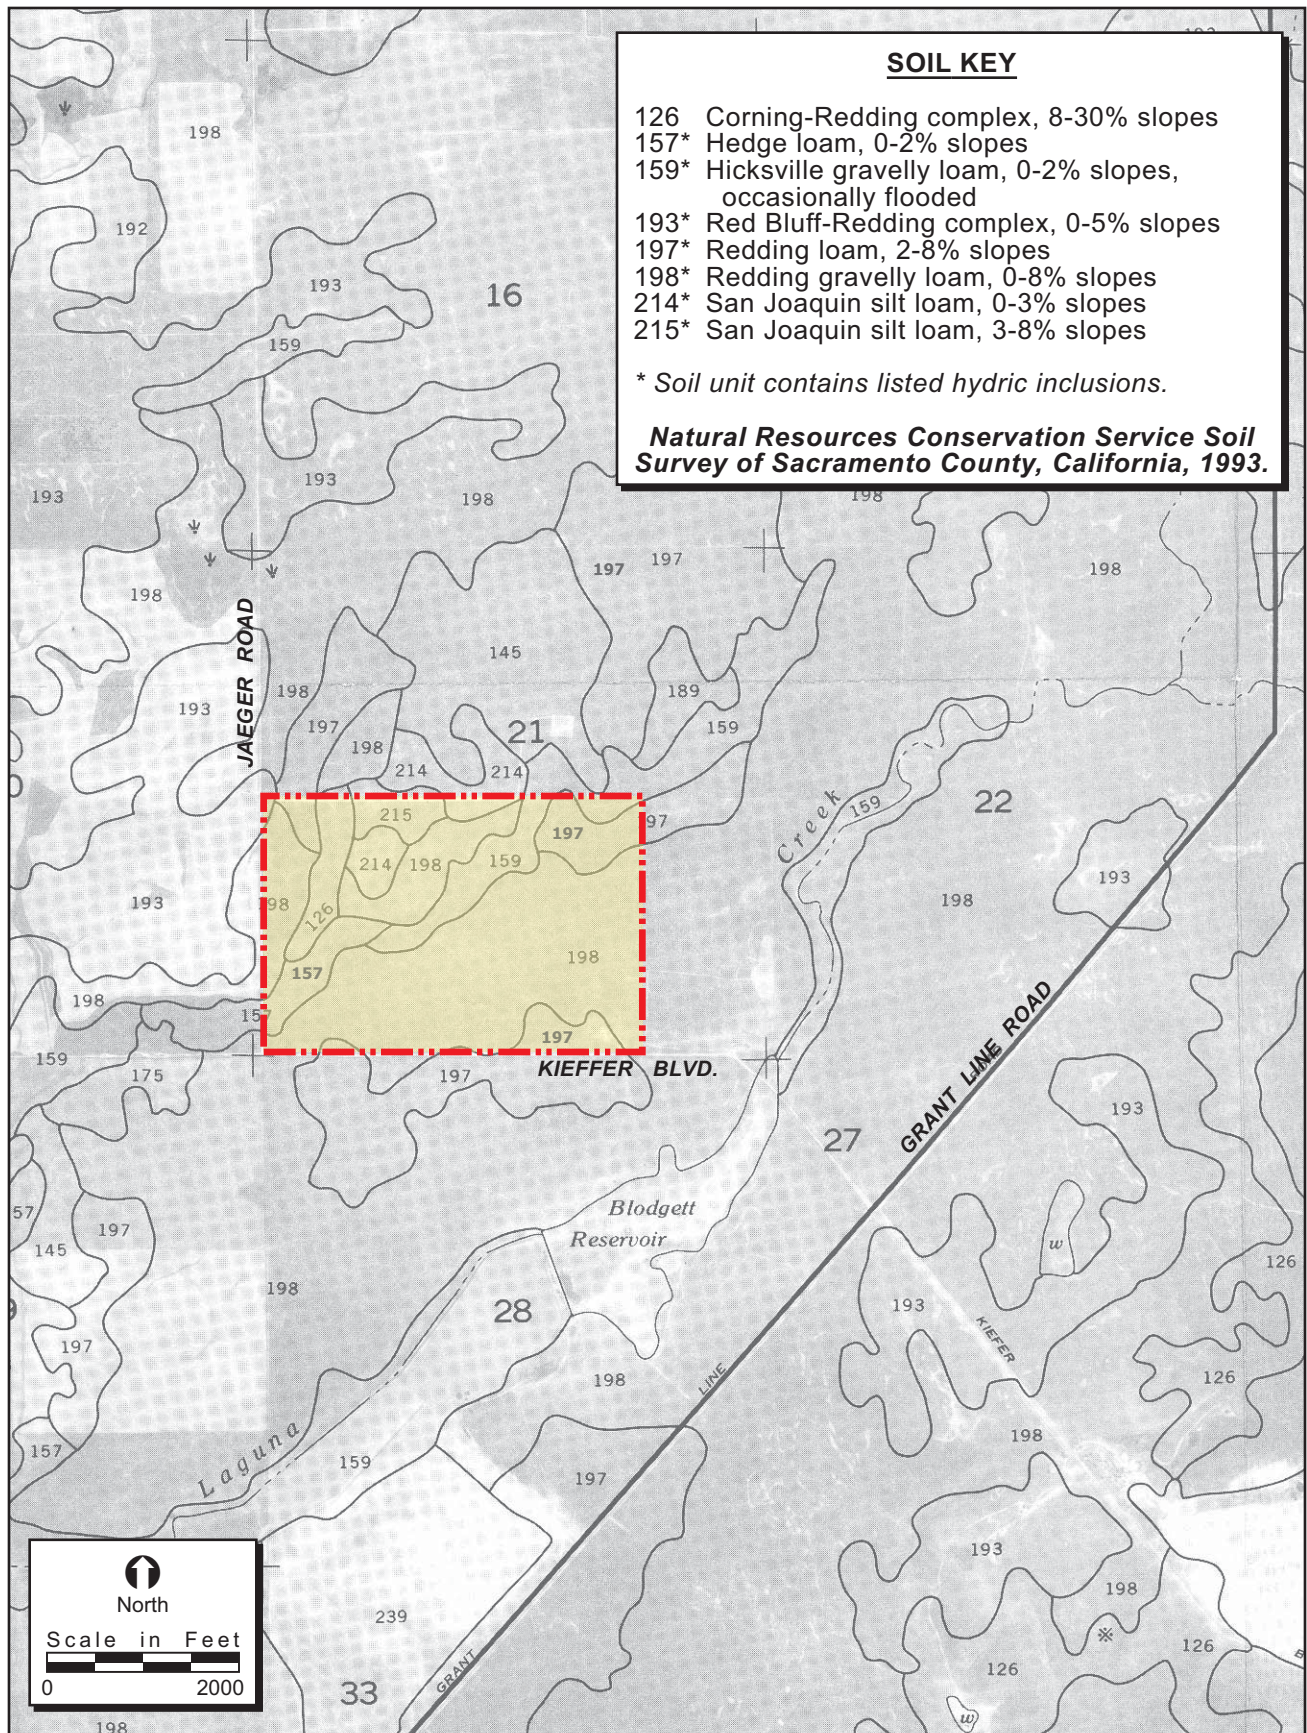 SOIL KEY
126 Corning-Redding complex, 8-30% slopes
157* Hedge loam, 0-2% slopes
159* Hicksville gravelly loam, 0-2% slopes,
occasionally flooded
193* Red Bluff-Redding complex, 0-5% slopes
197* Redding loam, 2-8% slopes
198* Redding gravelly loam, 0-8% slopes
214* San Joaquin silt loam, 0-3% slopes
215* San Joaquin silt loam, 3-8% slopes
* Soil unit contains listed hydric inclusions.
Natural Resources Conservation Service Soil
Survey of Sacramento County, California, 1993.
198
192
193
16
159
193
193
198
198
197
197
198
198
JAEGER ROAD
145
198
189
193
197
21
159
198
214
214
22
159
Creek
215
197
97
214
198
159
193
193
198
98
126
198
157
198
157
197
GRANT LINE ROAD
159
175
197
KIEFFER BLVD.
193
27
57
145
197
Blodgett
Reservoir
w
126
198
28
193
KIEFER
197
198
LINE
126
157
Laguna
159
197
198
193
198
126
126
239
GRANT
33
w
198
North
Scale in Feet
0 2000